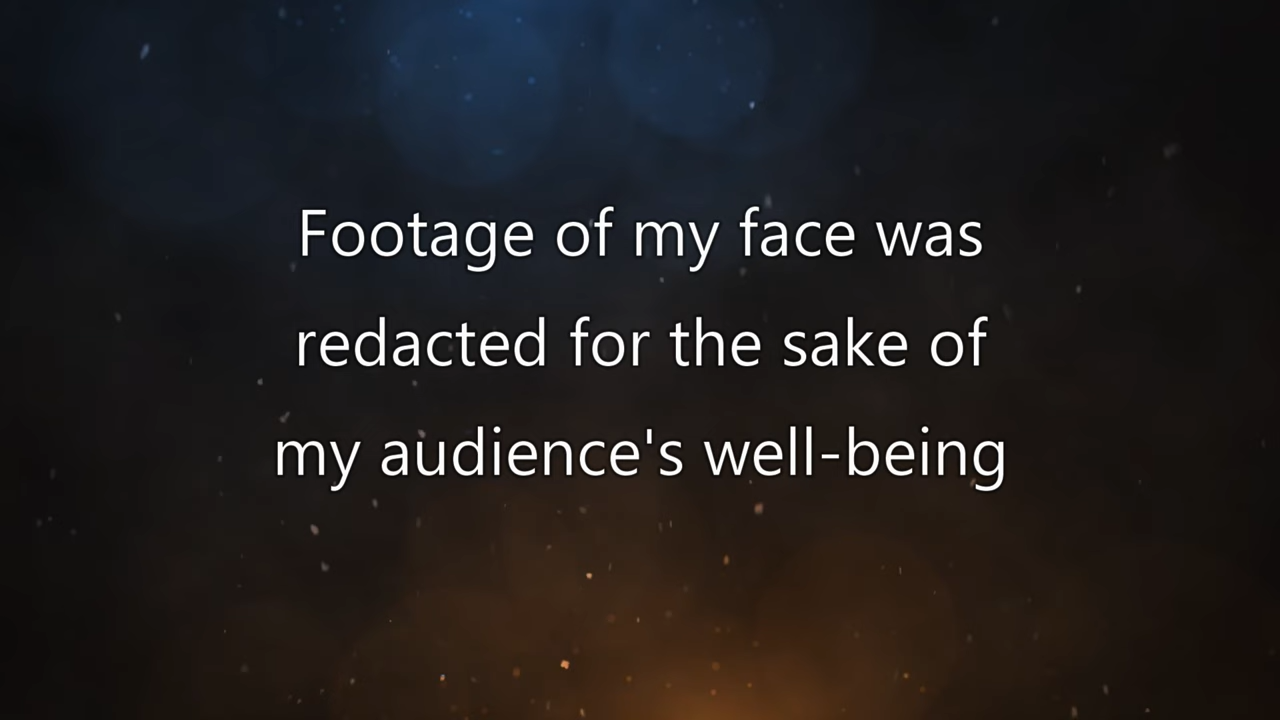 Footage of my face was
redacted for the sake of
my audience's well-being